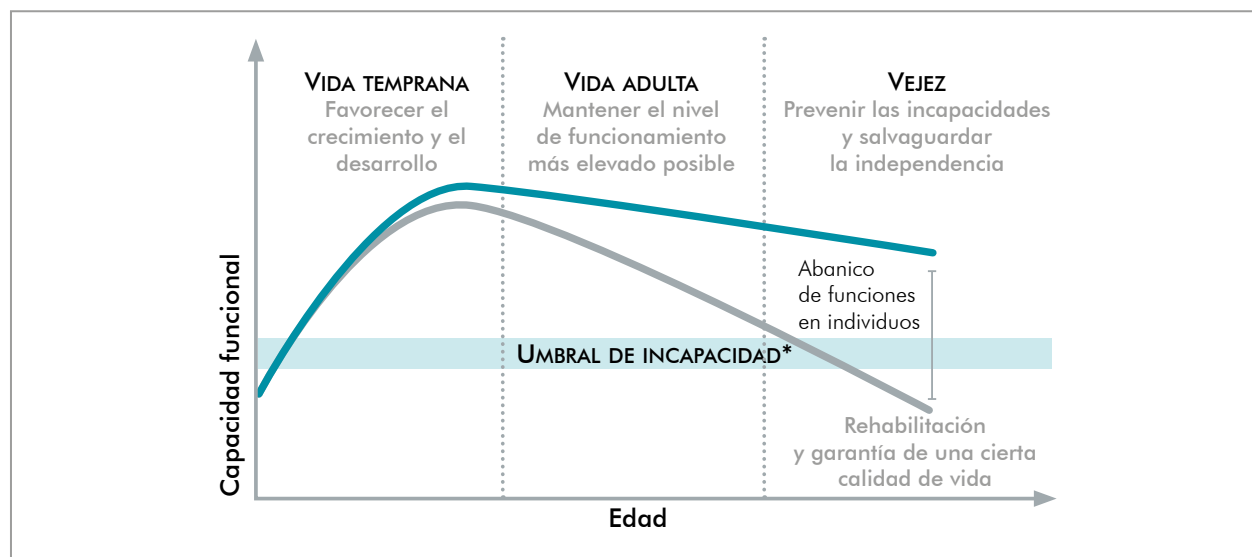 VIDA TEMPRANA
Favorecer el
crecimiento y el
desarrollo
VIDA ADULTA
Mantener el nivel
de funcionamiento
más elevado posible
VEJEZ
Prevenir las incapacidades
y salvaguardar
la independencia
Capacidad funcional
Abanico
de funciones
en individuos
UMBRAL DE INCAPACIDAD*
Rehabilitación
y garantía de una cierta
calidad de vida
Edad